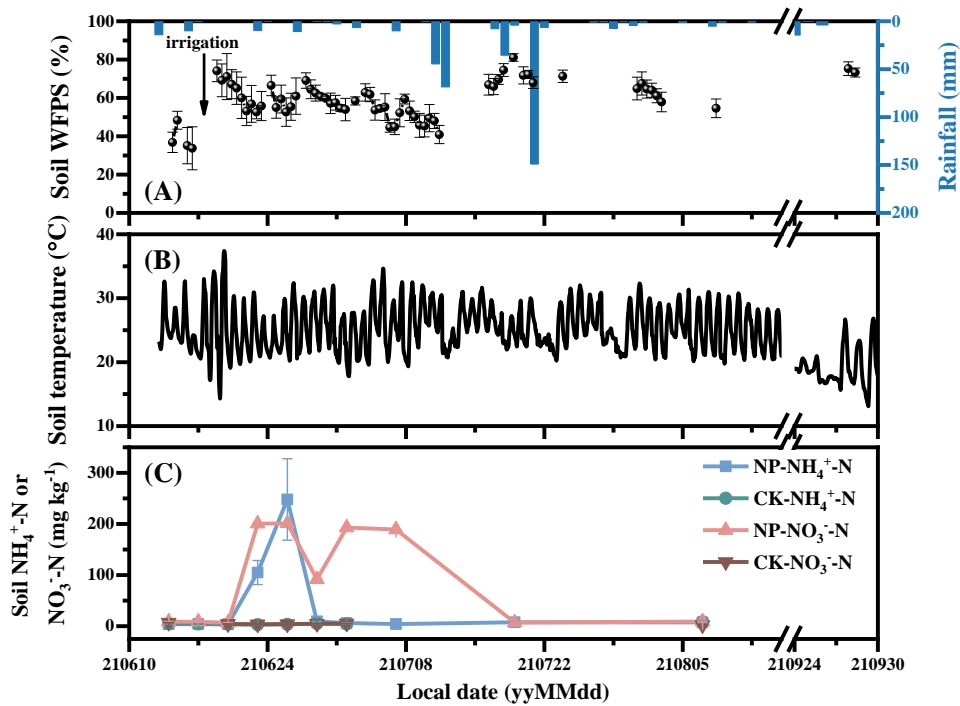 100
80
60
40
20
0
Soil WFPS (%)
irrigation
(A)
0
50
100
150
200
Rainfall (mm)
40
30
20
10
Soil temperature (°C)
(B)
300
200
100
0
Soil NH₄⁺-N or
NO₃⁻-N (mg kg⁻¹)
(C)
NP-NH₄⁺-N
CK-NH₄⁺-N
NP-NO₃⁻-N
CK-NO₃⁻-N
210610
210624
210708
210722
210805
210924
210930
Local date (yyMMdd)